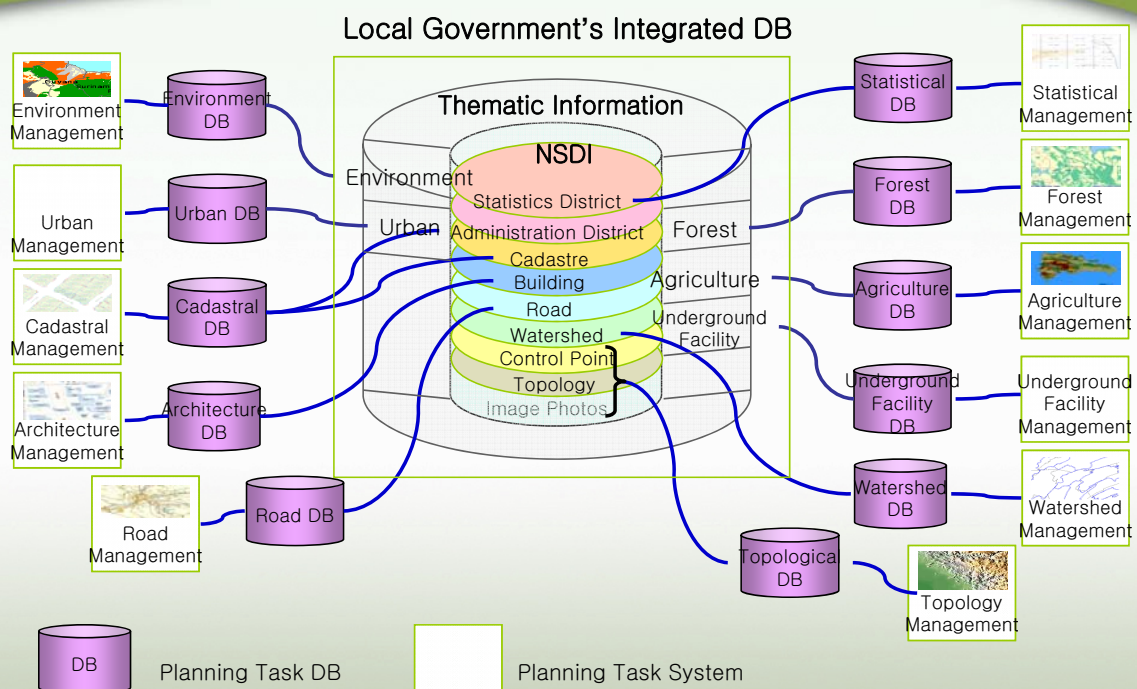 Local Government's Integrated DB
Environment
Management
Environment
DB
Urban
Management
Urban DB
Cadastral
Management
Cadastral
DB
Architecture
Management
Architecture
DB
Road
Management
Road DB
Thematic Information
NSDI
Environment
Statistics District
Urban
Administration District
Forest
Cadastre
Building
Agriculture
Road
Underground
Facility
Watershed
Control Point
Topology
Image Photos
Statistical
DB
Statistical
Management
Forest
DB
Forest
Management
Agriculture
DB
Agriculture
Management
Underground
Facility
DB
Underground
Facility
Management
Watershed
DB
Watershed
Management
Topological
DB
Topology
Management
DB
Planning Task DB
Planning Task System